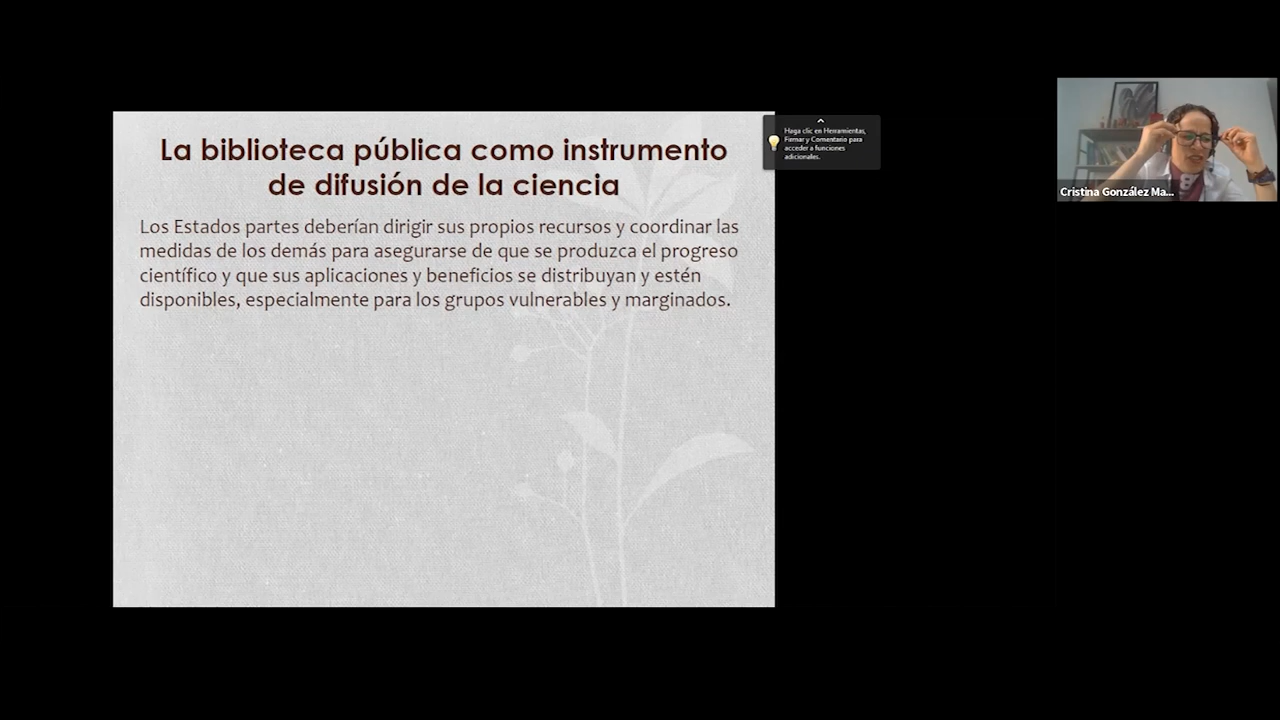 La biblioteca pública como instrumento
de difusión de la ciencia
Los Estados partes deberían dirigir sus propios recursos y coordinar las
medidas de los demás para asegurarse de que se produzca el progreso
científico y que sus aplicaciones y beneficios se distribuyan y estén
disponibles, especialmente para los grupos vulnerables y marginados.
Haga clic en Herramientas,
Firmar y Comentario para
acceder a funciones
adicionales.
Cristina González Ma...